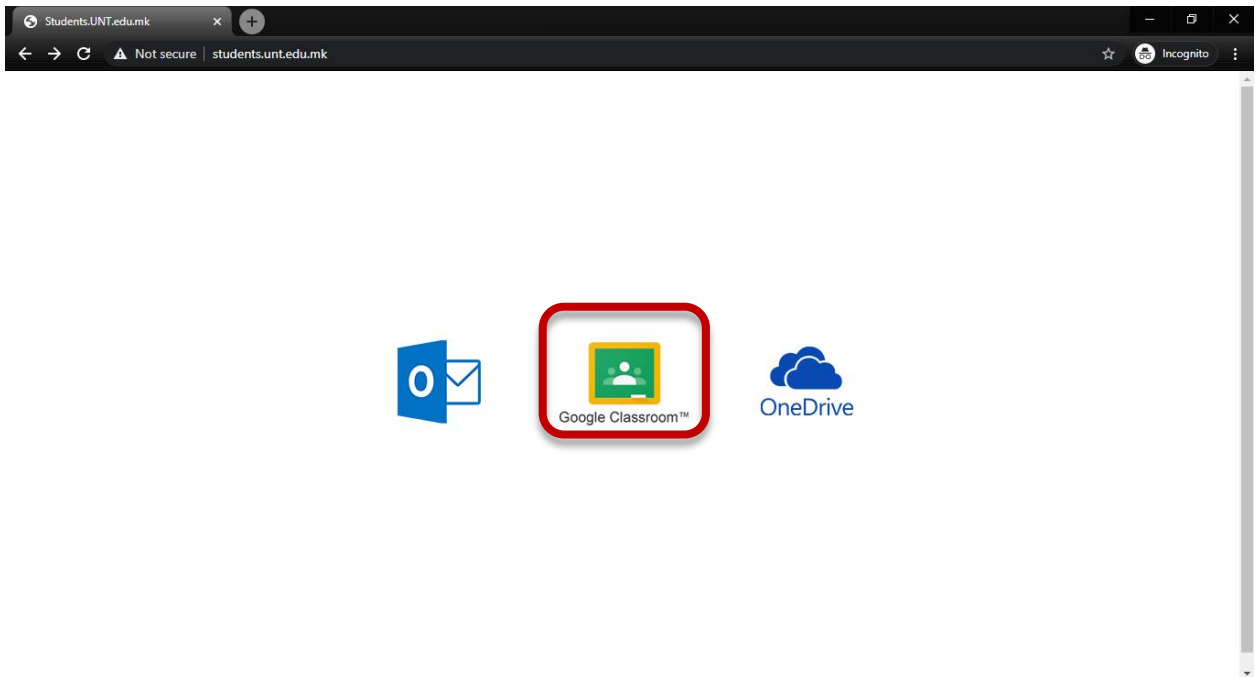 Students.UNT.edu.mk
Not secure | students.unt.edu.mk
Incognito
O
Google Classroom™
OneDrive